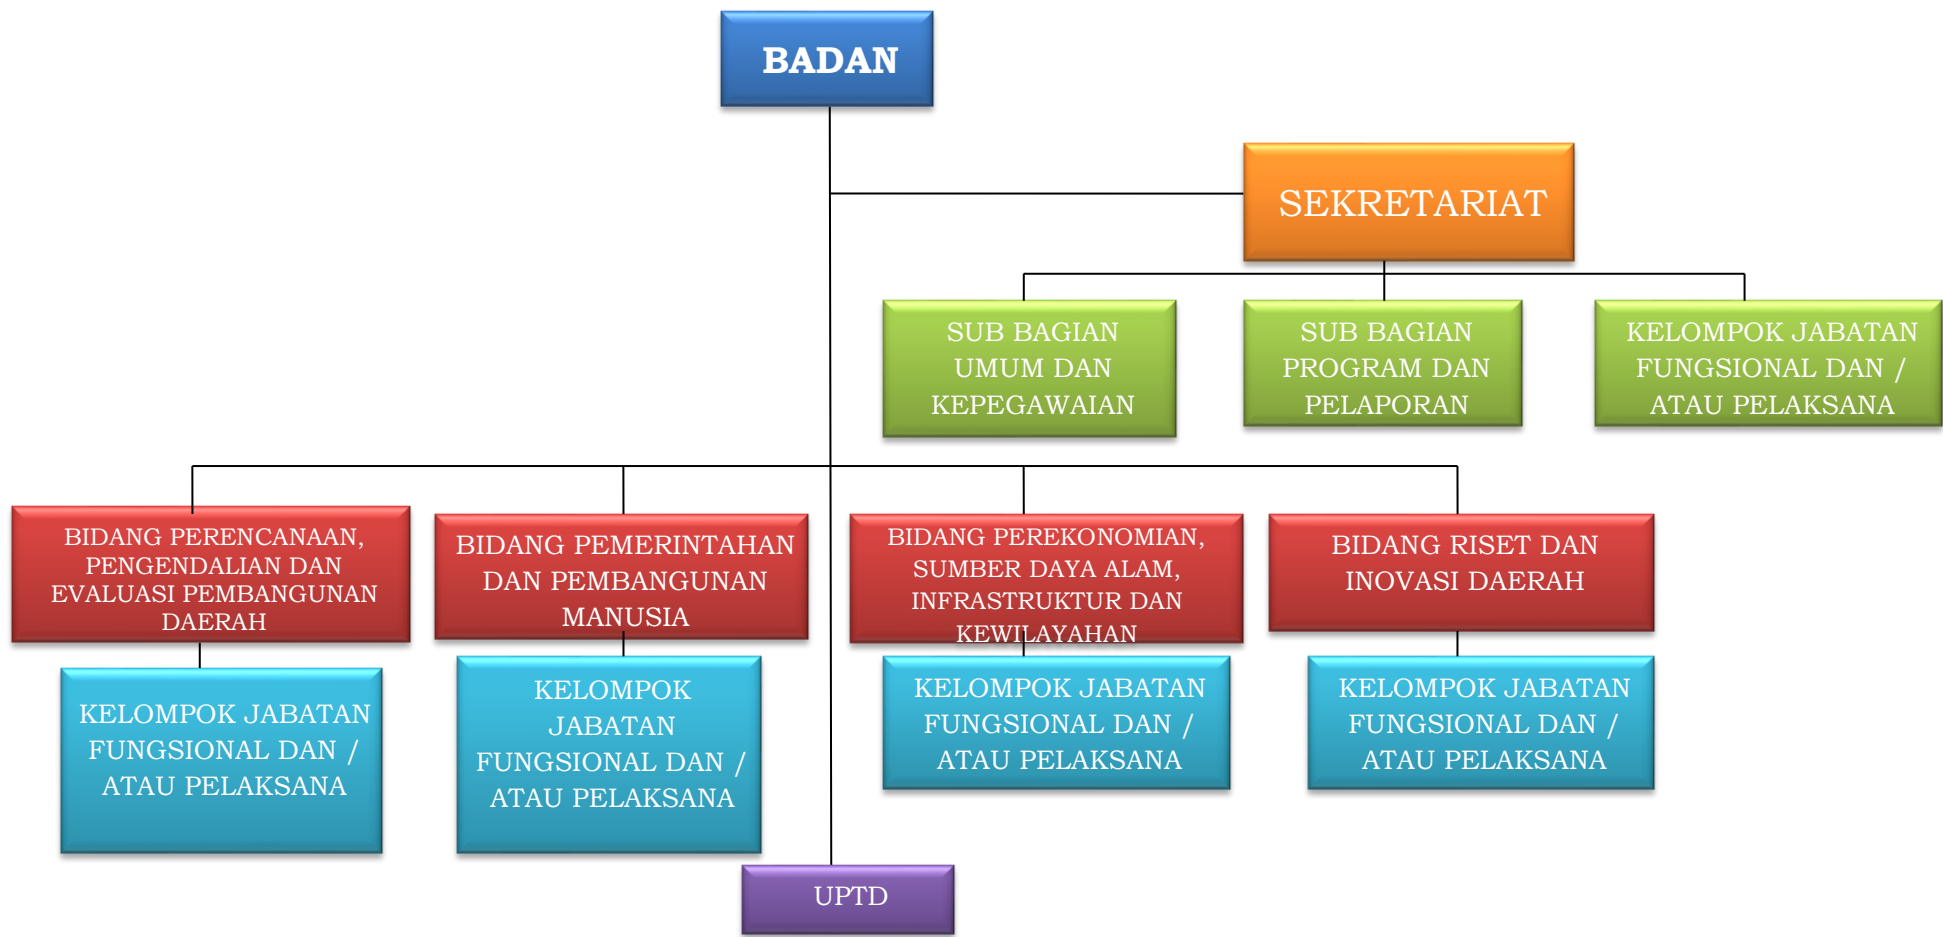 BADAN
SEKRETARIAT
SUB BAGIAN
UMUM DAN
KEPEGAWAIAN
SUB BAGIAN
PROGRAM DAN
PELAPORAN
KELOMPOK JABATAN
FUNGSIONAL DAN /
ATAU PELAKSANA
BIDANG PERENCANAAN,
PENGENDALIAN DAN
EVALUASI PEMBANGUNAN
DAERAH
BIDANG PEMERINTAHAN
DAN PEMBANGUNAN
MANUSIA
BIDANG PEREKONOMIAN,
SUMBER DAYA ALAM,
INFRASTRUKTUR DAN
KEWILAYAHAN
BIDANG RISET DAN
INOVASI DAERAH
KELOMPOK JABATAN
FUNGSIONAL DAN /
ATAU PELAKSANA
KELOMPOK
JABATAN
FUNGSIONAL DAN /
ATAU PELAKSANA
KELOMPOK JABATAN
FUNGSIONAL DAN /
ATAU PELAKSANA
KELOMPOK JABATAN
FUNGSIONAL DAN /
ATAU PELAKSANA
UPTD